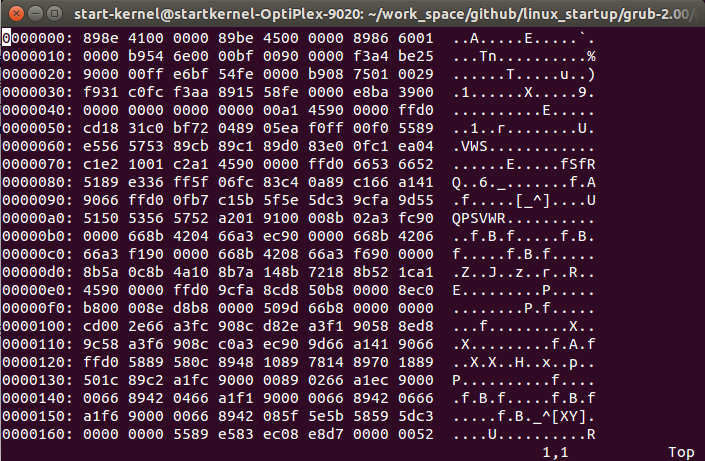 start-kernel@startkernel-OptiPlex-9020: ~/work_space/github/linux_startup/grub-2.00/
0000000: 898e 4100 0000 89be 4500 0000 8986 6001  ..A.....E.....`.
0000010: 0000 b954 6e00 00bf 0090 0000 f3a4 be25  ...Tn..........%
0000020: 9000 00ff e6bf 54fe 0000 b908 7501 0029  ......T.....u..)
0000030: f931 c0fc f3aa 8915 58fe 0000 e8ba 3900  .1......X.....9.
0000040: 0000 0000 0000 0000 00a1 4590 0000 ffd0  ..........E.....
0000050: cd18 31c0 bf72 0489 05ea f0ff 00f0 5589  ..1..r........U.
0000060: e556 5753 89cb 89c1 89d0 83e0 0fc1 ea04  .VWS............
0000070: c1e2 1001 c2a1 4590 0000 ffd0 6653 6652  ......E.....fSfR
0000080: 5189 e336 ff5f 06fc 83c4 0a89 c166 a141  Q..6._.......f.A
0000090: 9066 ffd0 0fb7 c15b 5f5e 5dc3 9cfa 9d55  .f.....[_^]....U
00000a0: 5150 5356 5752 a201 9100 008b 02a3 fc90  QPSVWR..........
00000b0: 0000 668b 4204 66a3 ec90 0000 668b 4206  ..f.B.f.....f.B.
00000c0: 66a3 f190 0000 668b 4208 66a3 f690 0000  f.....f.B.f.....
00000d0: 8b5a 0c8b 4a10 8b7a 148b 7218 8b52 1ca1  .Z..J..z..r..R..
00000e0: 4590 0000 ffd0 9cfa 8cd8 50b8 0000 8ec0  E.........P.....
00000f0: b800 008e d8b8 0000 509d 66b8 0000 0000  ........P.f.....
0000100: cd00 2e66 a3fc 908c d82e a3f1 9058 8ed8  ...f.........X..
0000110: 9c58 a3f6 908c c0a3 ec90 9d66 a141 9066  .X.........f.A.f
0000120: ffd0 5889 580c 8948 1089 7814 8970 1889  ..X.X..H..x..p..
0000130: 501c 89c2 a1fc 9000 0089 0266 a1ec 9000  P..........f....
0000140: 0066 8942 0466 a1f1 9000 0066 8942 0666  .f.B.f.....f.B.f
0000150: a1f6 9000 0066 8942 085f 5e5b 5859 5dc3  .....f.B._^[XY].
0000160: 0000 0000 5589 e583 ec08 e8d7 0000 0052  ....U..........R
1,1 Top